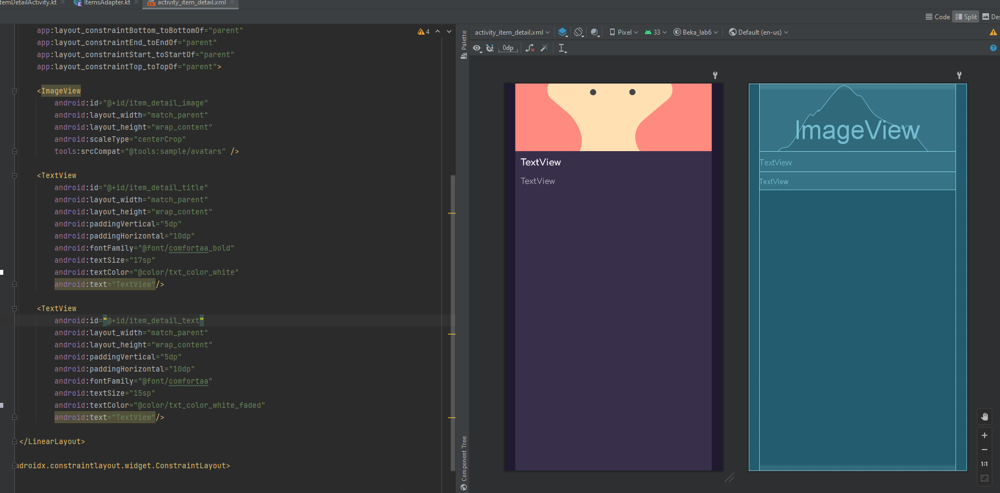 temDetailActivity.kt
ItemsAdapter.kt
activity_item_detail.xml
Code
Split
Des
app:layout_constraintBottom_toBottomOf="parent"
app:layout_constraintEnd_toEndOf="parent"
app:layout_constraintStart_toStartOf="parent"
app:layout_constraintTop_toTopOf="parent">
<ImageView
android:id="@+id/item_detail_image"
android:layout_width="match_parent"
android:layout_height="wrap_content"
android:scaleType="centerCrop"
tools:srcCompat="@tools:sample/avatars" />
<TextView
android:id="@+id/item_detail_title"
android:layout_width="match_parent"
android:layout_height="wrap_content"
android:paddingVertical="5dp"
android:paddingHorizontal="10dp"
android:fontFamily="@font/comfortaa_bold"
android:textSize="17sp"
android:textColor="@color/txt_color_white"
android:text="TextView"/>
<TextView
android:id="@+id/item_detail_text"
android:layout_width="match_parent"
android:layout_height="wrap_content"
android:paddingVertical="5dp"
android:paddingHorizontal="10dp"
android:fontFamily="@font/comfortaa"
android:textSize="15sp"
android:textColor="@color/txt_color_white_faded"
android:text="TextView"/>
</LinearLayout>
ndroidx.constraintlayout.widget.ConstraintLayout>
4
Palette
Component Tree
activity_item_detail.xml
Pixel
33
Beka_lab6
Default (en-us)
0dp
TextView
TextView
ImageView
TextView
TextView
1:1